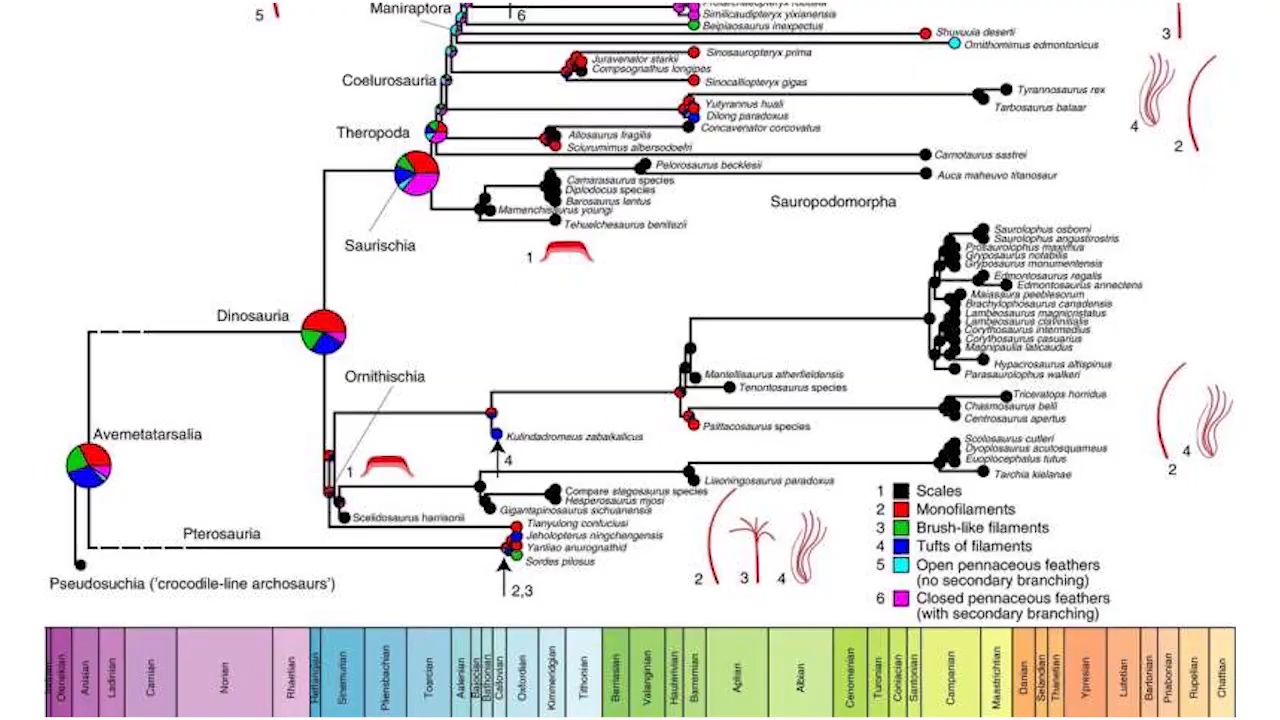 Maniraptora
5
6
Similicaudipteryx yixianensis
Beipiaosaurus inexpectus
Shuvuuia deserti
3
Ornithomimus edmontonicus
Sinosauropteryx prima
Juravenator starkii
Compsognathus longipes
Coelurosauria
Sinocalliopteryx gigas
Tyrannosaurus rex
Yutyrannus huali
Tarbosaurus bataar
Dilong paradoxus
4
Theropoda
Concavenator corcovatus
Allosaurus fragilis
Sciurumimus albersodoefri
2
Carnotaurus sastrei
Pelorosaurus becklesii
Auca mahuevo titanosaur
Camarasaurus species
Diplodocus species
Barosaurus lentus
Sauropodomorpha
Mamenchisaurus youngi
Tehuelchesaurus benitezii
Saurischia
1
Saurolophus osborni
Saurolophus angustirostris
Prosaurolophus maximus
Gryposaurus notabilis
Gryposaurus monumentensis
Edmontosaurus regalis
Edmontosaurus annectens
Maiasaura peeblesorum
Brachylophosaurus canadensis
Dinosauria
Lambeosaurus magnicristatus
Lambeosaurus clavinitialis
Corythosaurus intermedius
Corythosaurus casuarius
Magnapaulia laticaudus
Hypacrosaurus altispinus
Parasaurolophus walkeri
Ornithischia
Mantellisaurus atherfieldensis
Tenontosaurus species
Triceratops horridus
Chasmosaurus belli
Centrosaurus apertus
Psittacosaurus species
Avemetatarsalia
Kulindadromeus zabaikalicus
Scolosaurus cutleri
Dyoplosaurus acutosquameus
Euoplocephalus tutus
4
4
2
1
Tarchia kielanae
Liaoningosaurus paradoxus
Compare stegosaurus species
Hesperosaurus mjosi
Gigantspinosaurus sichuanensis
Scelidosaurus harrisonii
Tianyulong confuciusi
Jeholopterus ningchengensis
Yanliao anurognathid
Sordes pilosus
Pterosauria
2,3
2
3
4
Pseudosuchia ('crocodile-line archosaurs')
1 Scales
2 Monofilaments
3 Brush-like filaments
4 Tufts of filaments
5 Open pennaceous feathers
(no secondary branching)
6 Closed pennaceous feathers
(with secondary branching)
Olenekian
Anisian
Ladinian
Carnian
Norian
Rhaetian
Hettangian
Sinemurian
Pliensbachian
Toarcian
Aalenian
Bajocian
Bathonian
Callovian
Oxfordian
Kimmeridgian
Tithonian
Berriasian
Valanginian
Hauterivian
Barremian
Aptian
Albian
Cenomanian
Turonian
Coniacian
Santonian
Campanian
Maastrichtian
Danian
Selandian
Thanetian
Ypresian
Lutetian
Bartonian
Priabonian
Rupelian
Chattian